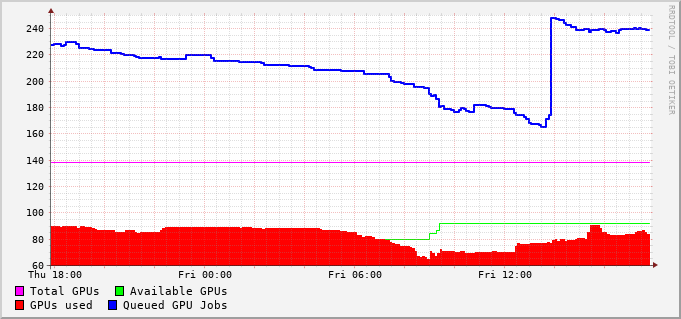 240
220
200
180
160
140
120
100
80
60
Thu 18:00 Fri 00:00 Fri 06:00 Fri 12:00
Total GPUs Available GPUs
GPUs used Queued GPU Jobs
RRDTOOL / TOBI OETIKER